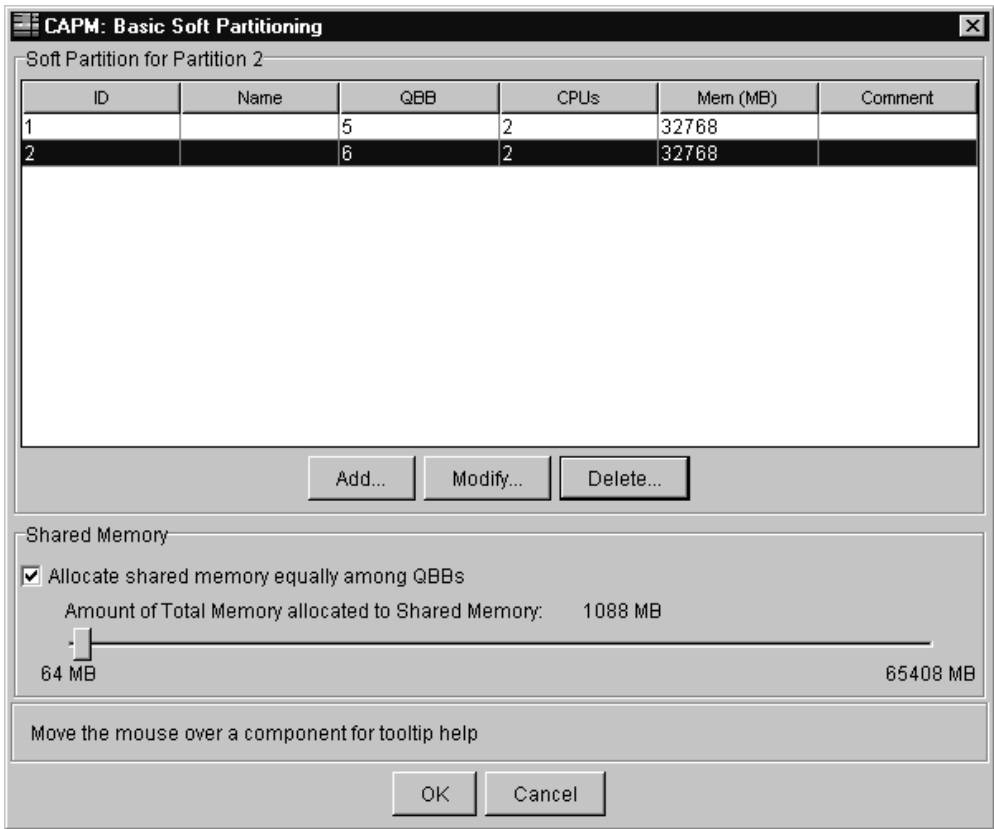 CAPM: Basic Soft Partitioning
Soft Partition for Partition 2
ID Name QBB CPUs Mem (MB) Comment
1 5 2 32768
2 6 2 32768
Add... Modify... Delete...
Shared Memory
Allocate shared memory equally among QBBs
Amount of Total Memory allocated to Shared Memory: 1088 MB
64 MB 65408 MB
Move the mouse over a component for tooltip help
OK Cancel